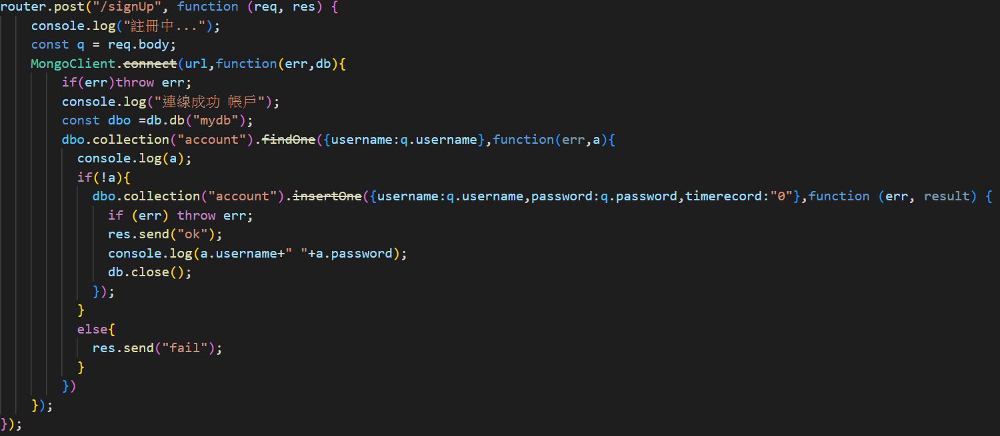 router.post("/signUp", function (req, res) {
    console.log("註冊中...");
    const q = req.body;
    MongoClient.connect(url,function(err,db){
        if(err)throw err;
        console.log("連線成功 帳戶");
        const dbo =db.db("mydb");
        dbo.collection("account").findOne({username:q.username},function(err,a){
          console.log(a);
          if(!a){
            dbo.collection("account").insertOne({username:q.username,password:q.password,timerecord:"0"},function (err, result) {
              if (err) throw err;
              res.send("ok");
              console.log(a.username+" "+a.password);
              db.close();
            });
          }
          else{
            res.send("fail");
          }
        })
    });
});